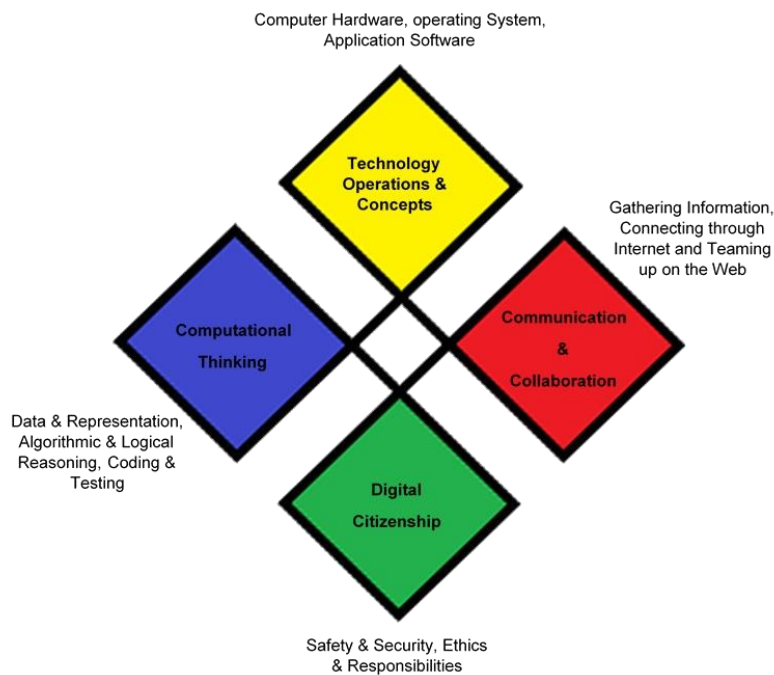 Computer Hardware, operating System,
Application Software
Technology
Operations &
Concepts
Gathering Information,
Connecting through
Internet and Teaming
up on the Web
Computational
Thinking
Communication
&
Collaboration
Data & Representation,
Algorithmic & Logical
Reasoning, Coding &
Testing
Digital
Citizenship
Safety & Security, Ethics
& Responsibilities